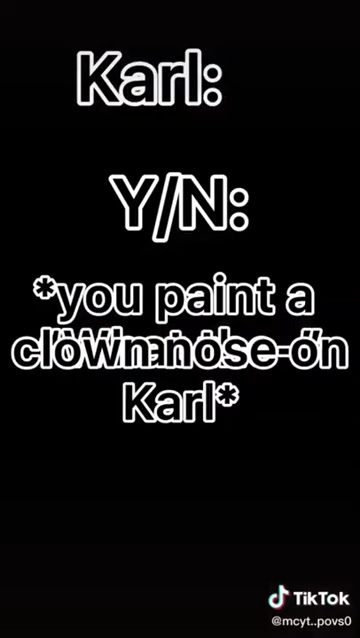 Karl:
Y/N:
*you paint a
clown nose on
Karl*
TikTok
@mcyt..povs0